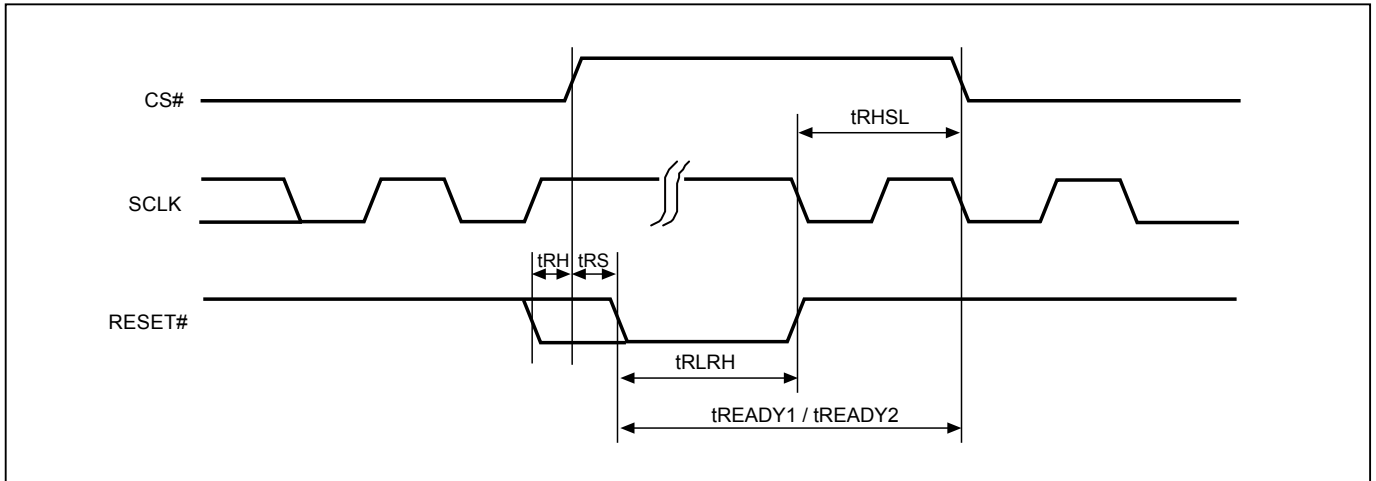 CS#
tRHSL
SCLK
tRH tRS
RESET#
tRLRH
tREADY1 / tREADY2